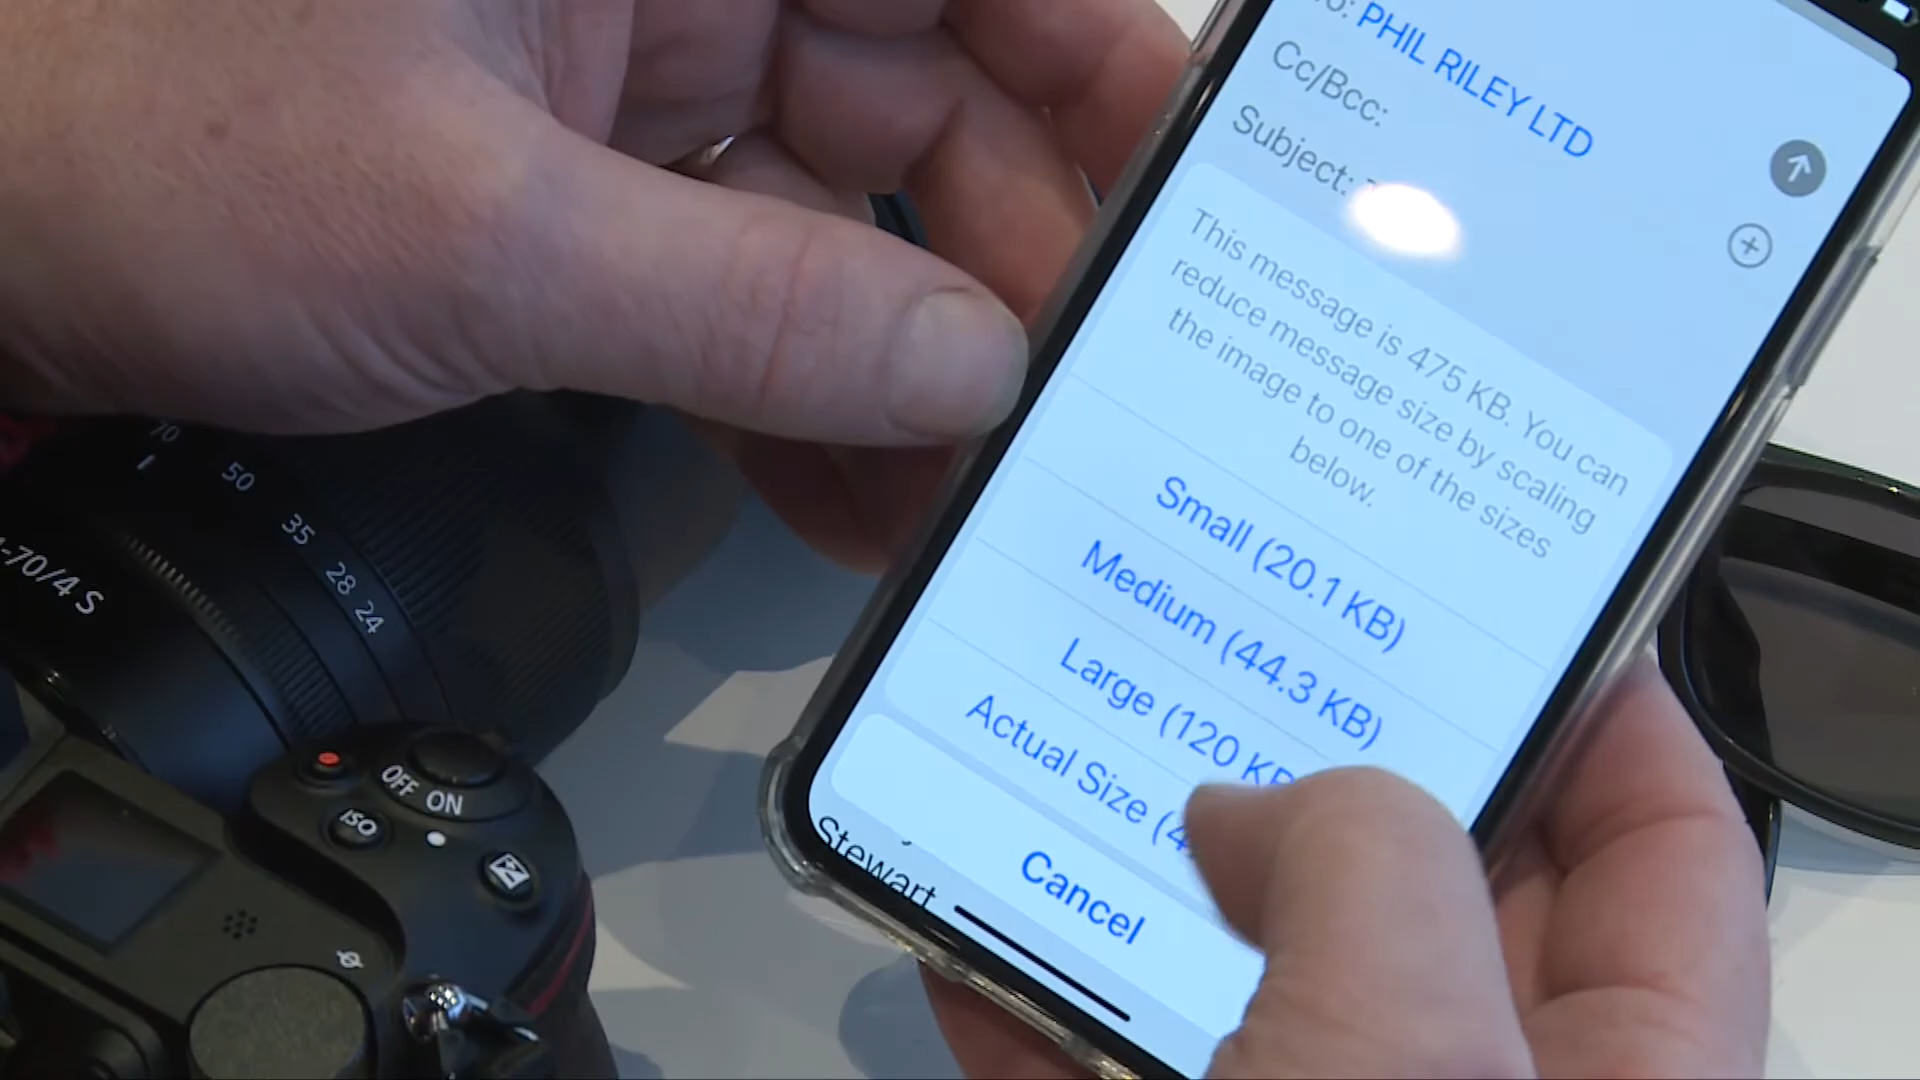 PHIL RILEY LTD
Cc/Bcc:
Subject:
This message is 475 KB. You can
reduce message size by scaling
the image to one of the sizes
below.
Small (20.1 KB)
Medium (44.3 KB)
Large (120 KB
Actual Size (4
Cancel
Stewart
70
50
35
28
24
-70/4 S
OFF ON
ISO